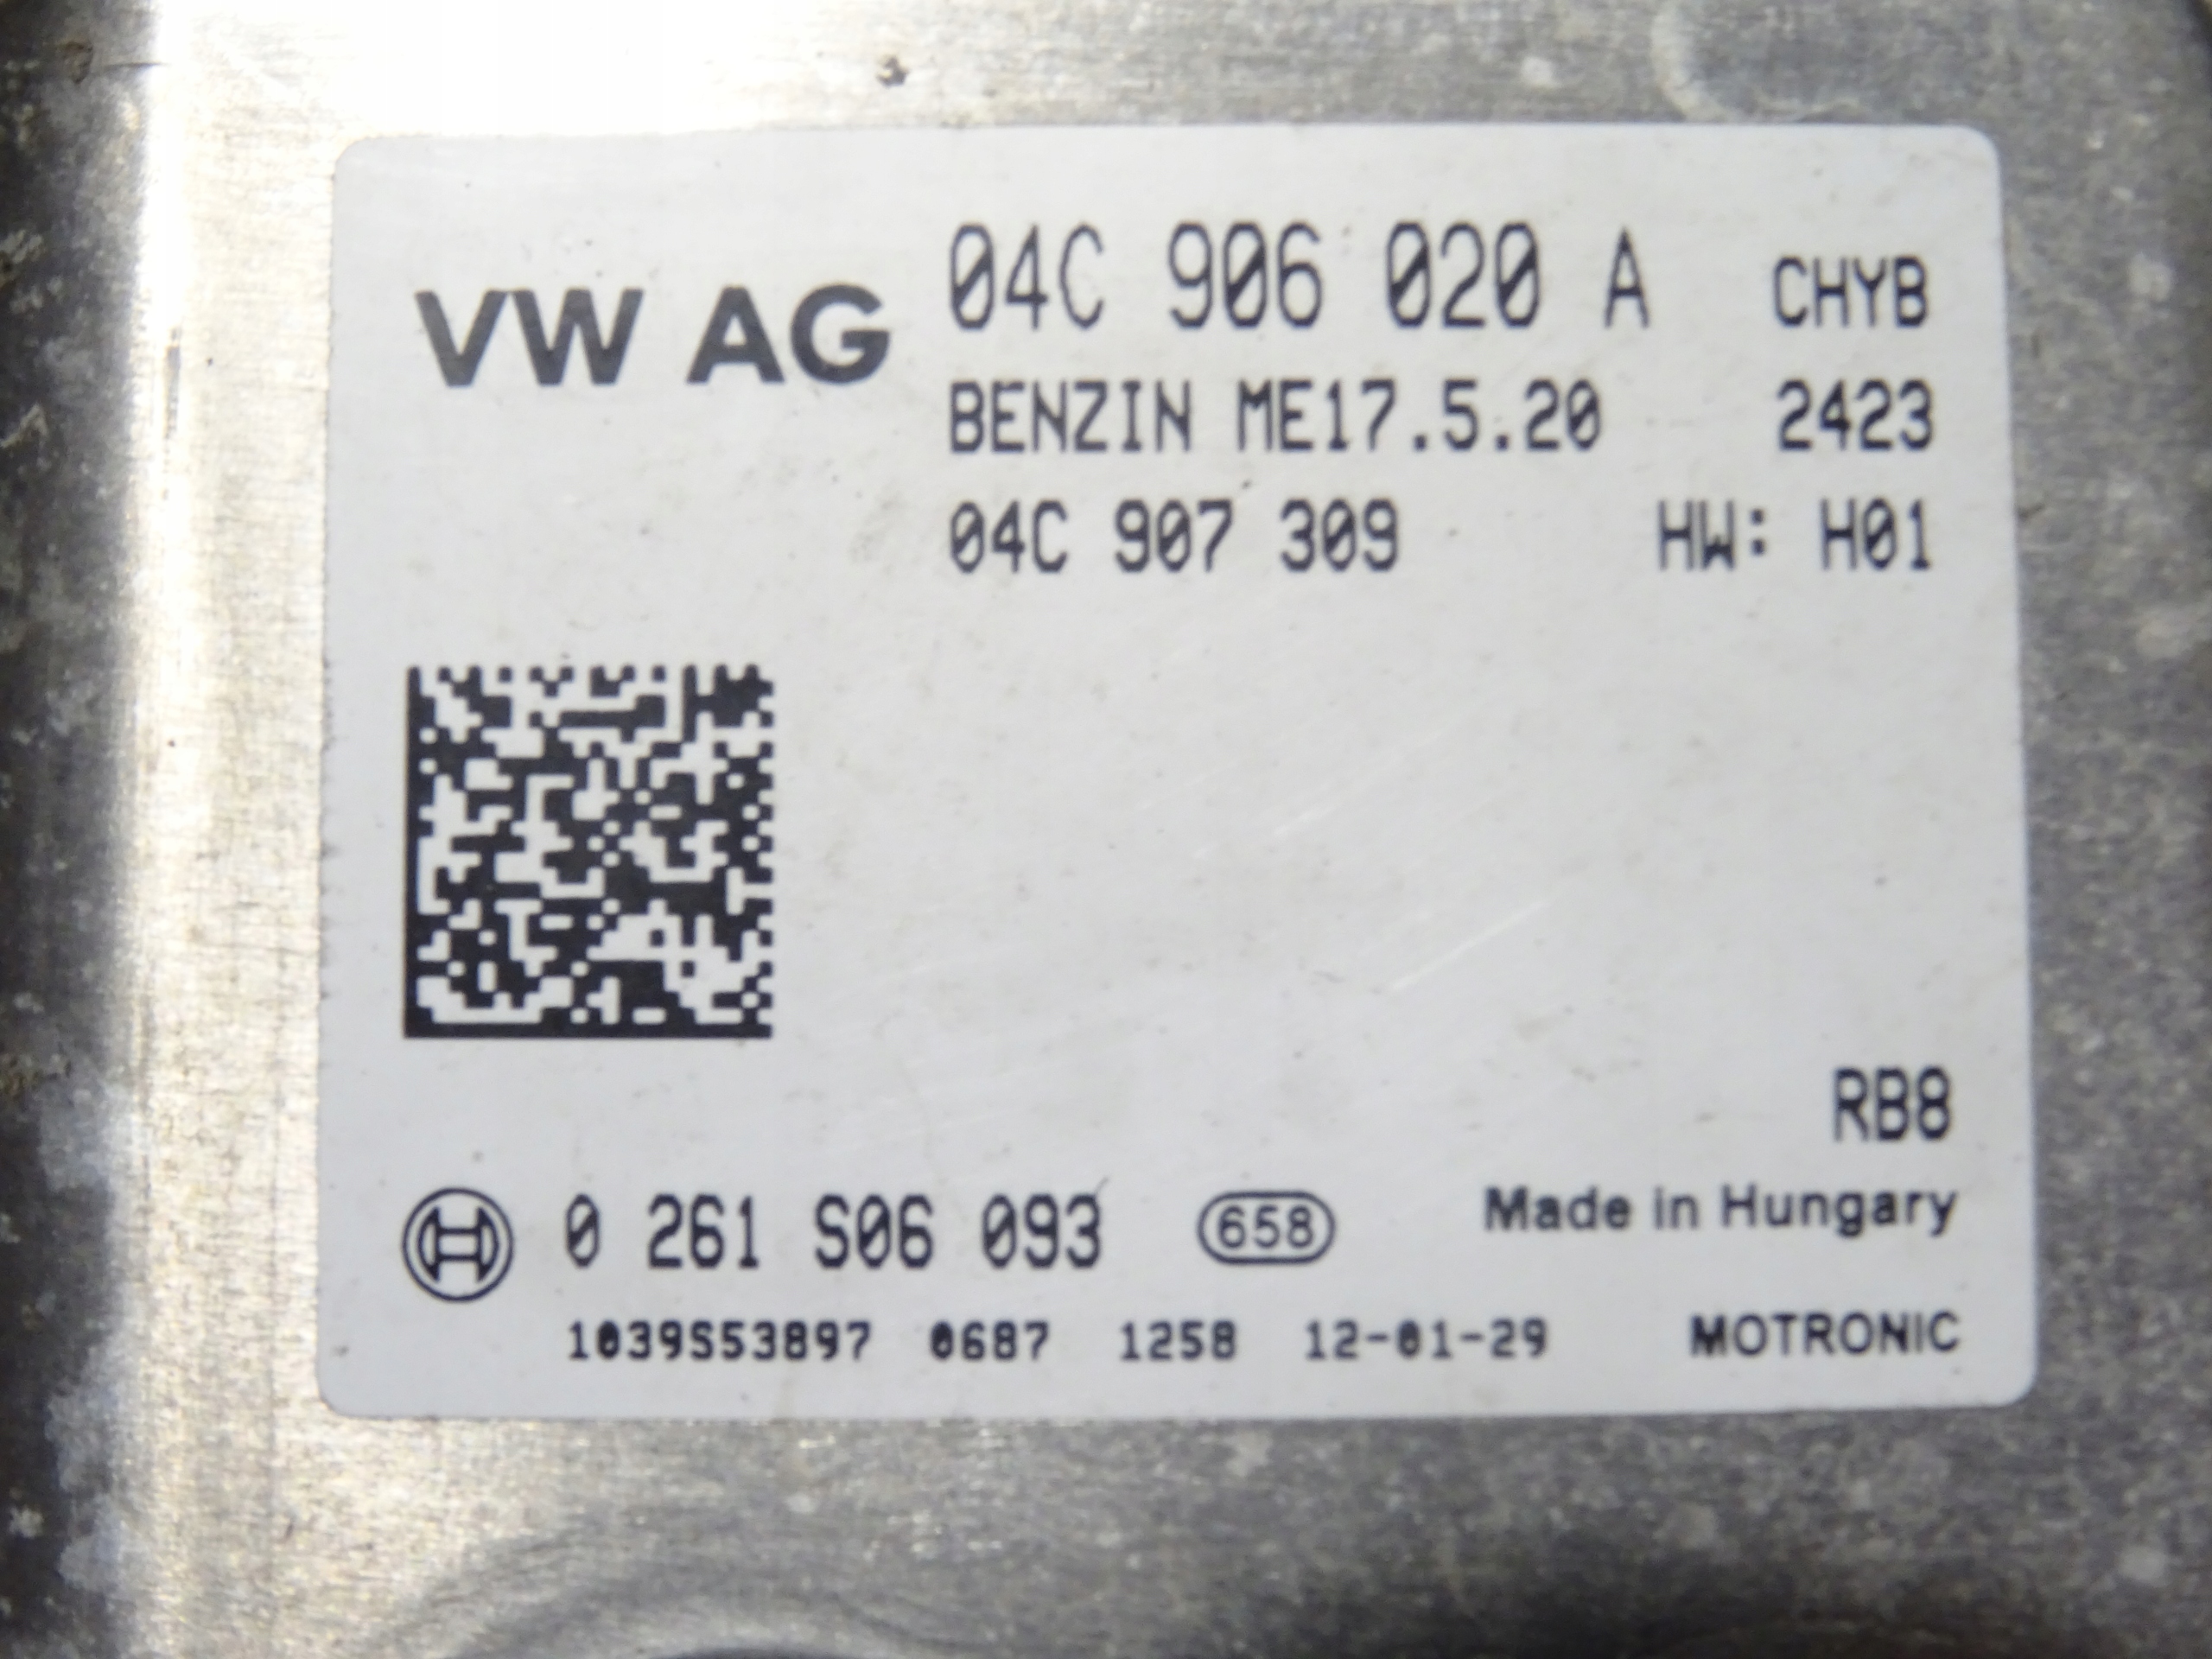 VW AG 04C 906 020 A CHYB
BENZIN ME17.5.20 2423
04C 907 309 HW: H01
RB8
0 261 S06 093 658 Made in Hungary
1039S53897 0687 1258 12-01-29 MOTRONIC